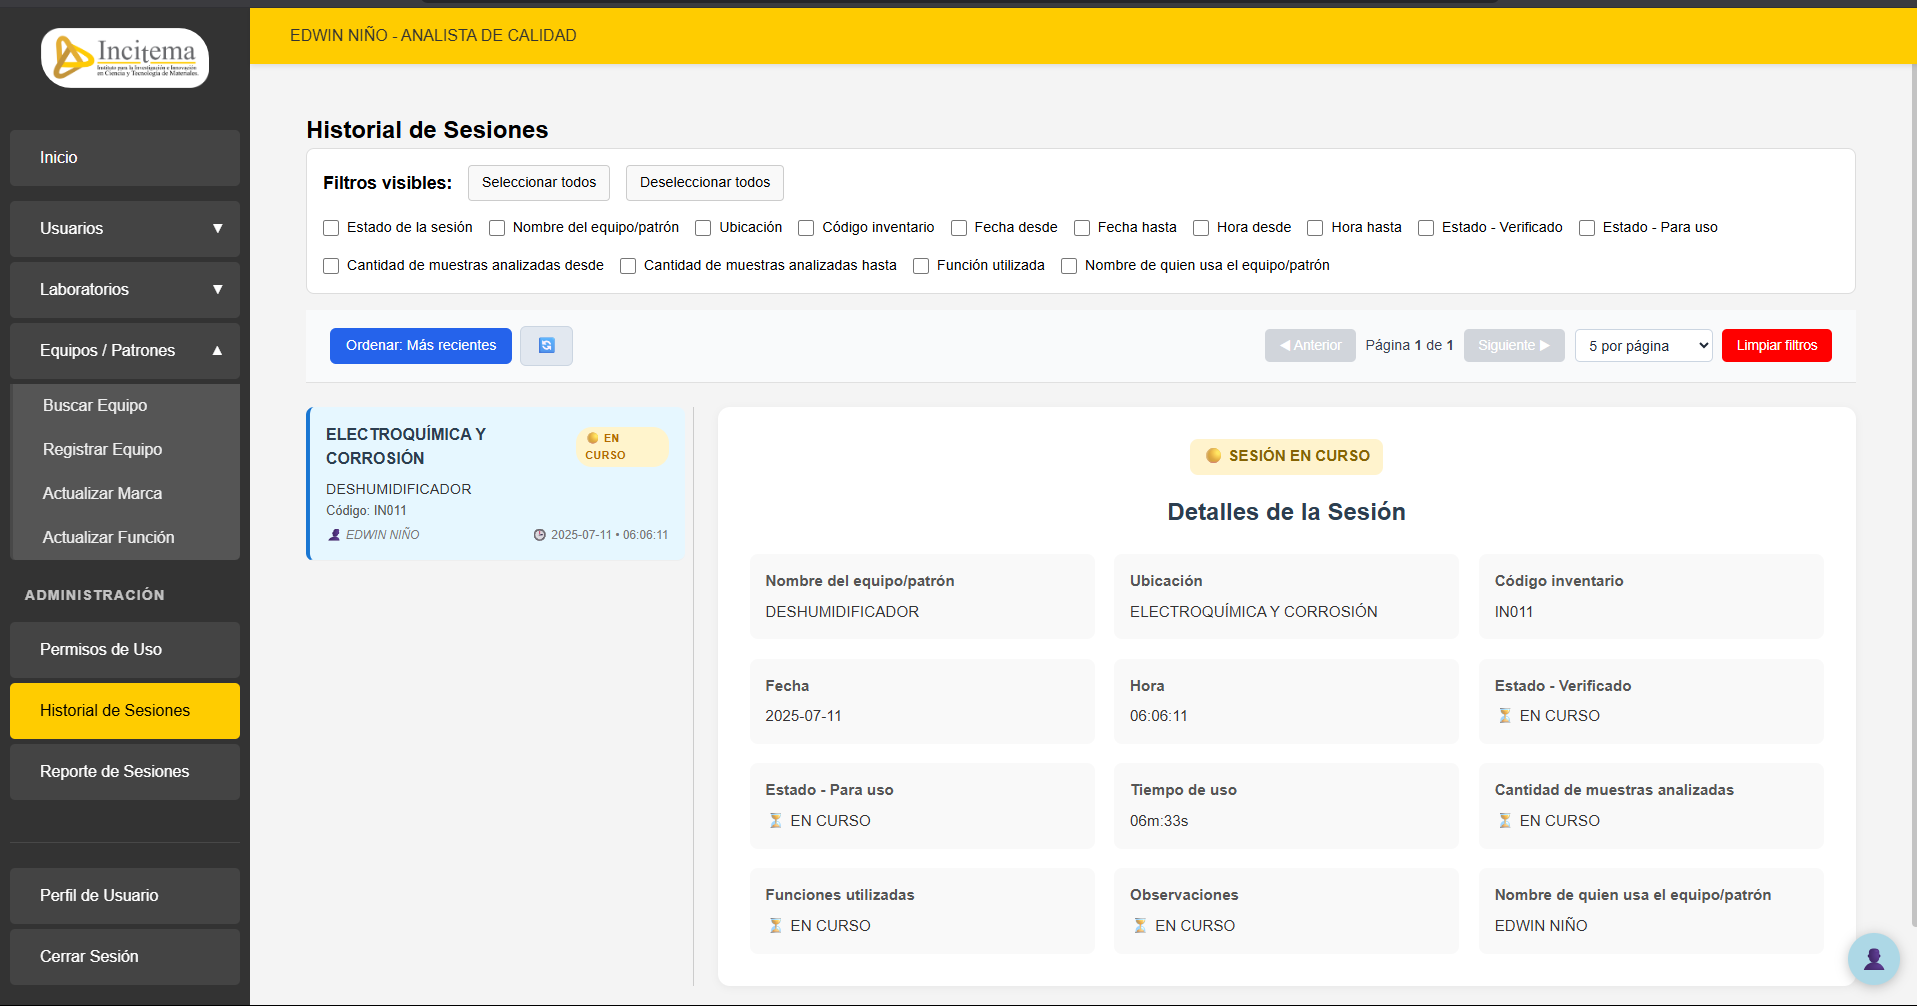 Incitema
Instituto para la Investigación e Innovación
en Ciencia y Tecnología de Materiales.
EDWIN NIÑO - ANALISTA DE CALIDAD
Inicio
Usuarios ▼
Laboratorios ▼
Equipos / Patrones ▲
Buscar Equipo
Registrar Equipo
Actualizar Marca
Actualizar Función
ADMINISTRACIÓN
Permisos de Uso
Historial de Sesiones
Reporte de Sesiones
Perfil de Usuario
Cerrar Sesión
Historial de Sesiones
Filtros visibles: Seleccionar todos Deseleccionar todos
Estado de la sesión Nombre del equipo/patrón Ubicación Código inventario Fecha desde Fecha hasta Hora desde Hora hasta Estado - Verificado Estado - Para uso
Cantidad de muestras analizadas desde Cantidad de muestras analizadas hasta Función utilizada Nombre de quien usa el equipo/patrón
Ordenar: Más recientes ◀ Anterior Página 1 de 1 Siguiente ▶ 5 por página Limpiar filtros
ELECTROQUÍMICA Y
CORROSIÓN
EN
CURSO
DESHUMIDIFICADOR
Código: IN011
EDWIN NIÑO 2025-07-11 • 06:06:11
SESIÓN EN CURSO
Detalles de la Sesión
Nombre del equipo/patrón
DESHUMIDIFICADOR
Ubicación
ELECTROQUÍMICA Y CORROSIÓN
Código inventario
IN011
Fecha
2025-07-11
Hora
06:06:11
Estado - Verificado
⏳ EN CURSO
Estado - Para uso
⏳ EN CURSO
Tiempo de uso
06m:33s
Cantidad de muestras analizadas
⏳ EN CURSO
Funciones utilizadas
⏳ EN CURSO
Observaciones
⏳ EN CURSO
Nombre de quien usa el equipo/patrón
EDWIN NIÑO